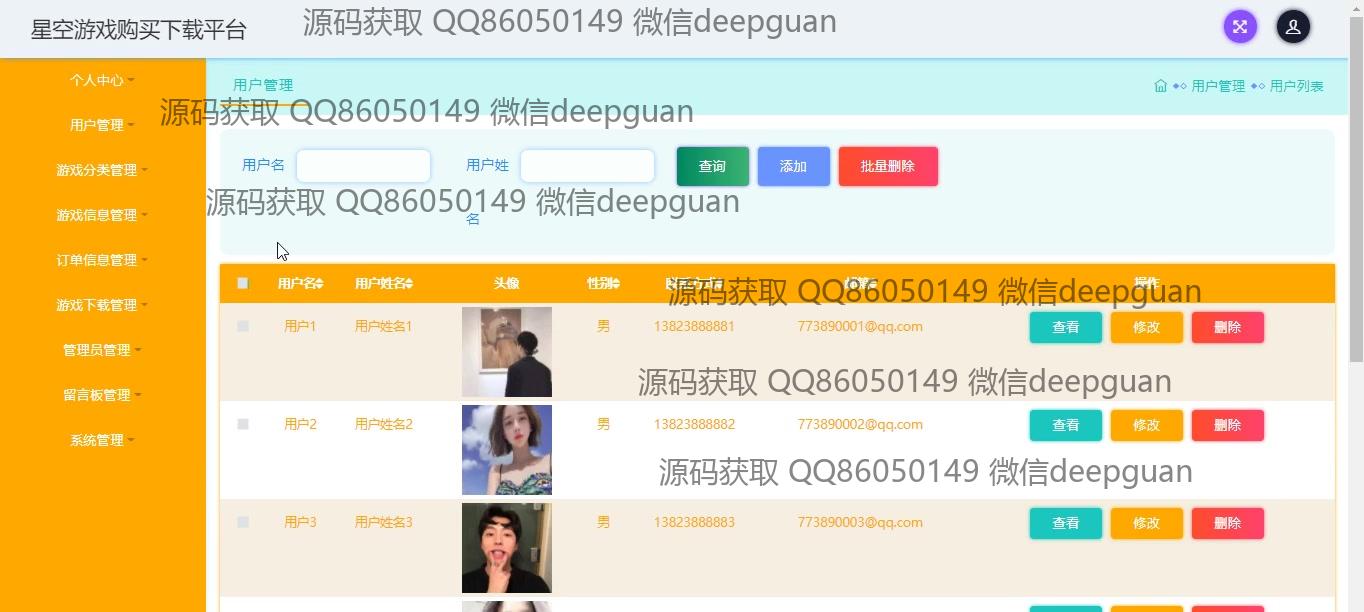 星空游戏购买下载平台
源码获取 QQ86050149 微信deepguan
个人中心
用户管理
游戏分类管理
游戏信息管理
订单信息管理
游戏下载管理
管理员管理
留言板管理
系统管理
用户管理
用户管理 用户列表
源码获取 QQ86050149 微信deepguan
用户名 用户姓名 查询 添加 批量删除
源码获取 QQ86050149 微信deepguan
用户名 用户姓名 头像 性别 操作
源码获取 QQ86050149 微信deepguan
用户1 用户姓名1 男 13823888881 773890001@qq.com 查看 修改 删除
源码获取 QQ86050149 微信deepguan
用户2 用户姓名2 男 13823888882 773890002@qq.com 查看 修改 删除
源码获取 QQ86050149 微信deepguan
用户3 用户姓名3 男 13823888883 773890003@qq.com 查看 修改 删除